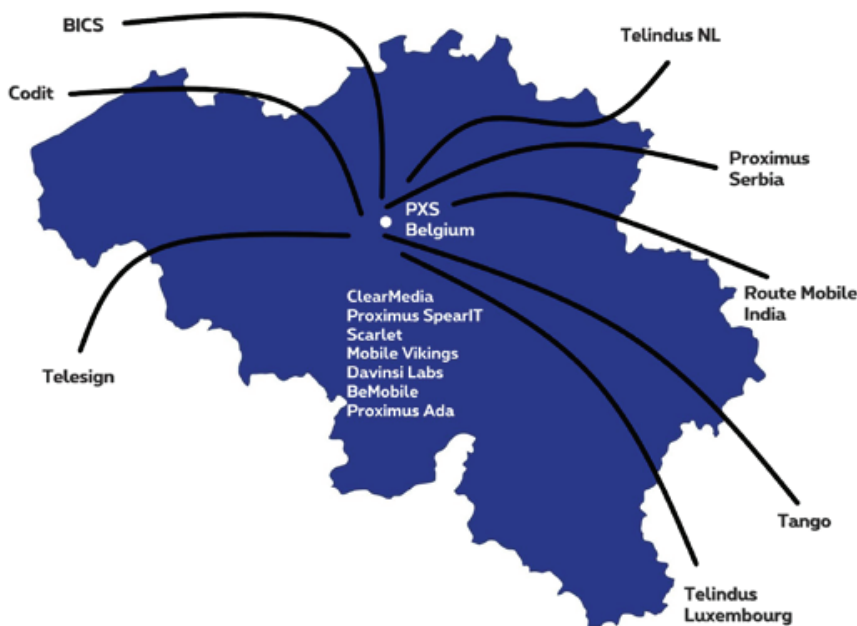 BICS
Telindus NL
Codit
Proximus
Serbia
PXS
Belgium
Route Mobile
India
ClearMedia
Proximus SpearIT
Scarlet
Mobile Vikings
Davinsi Labs
BeMobile
Proximus Ada
Telesign
Tango
Telindus
Luxembourg